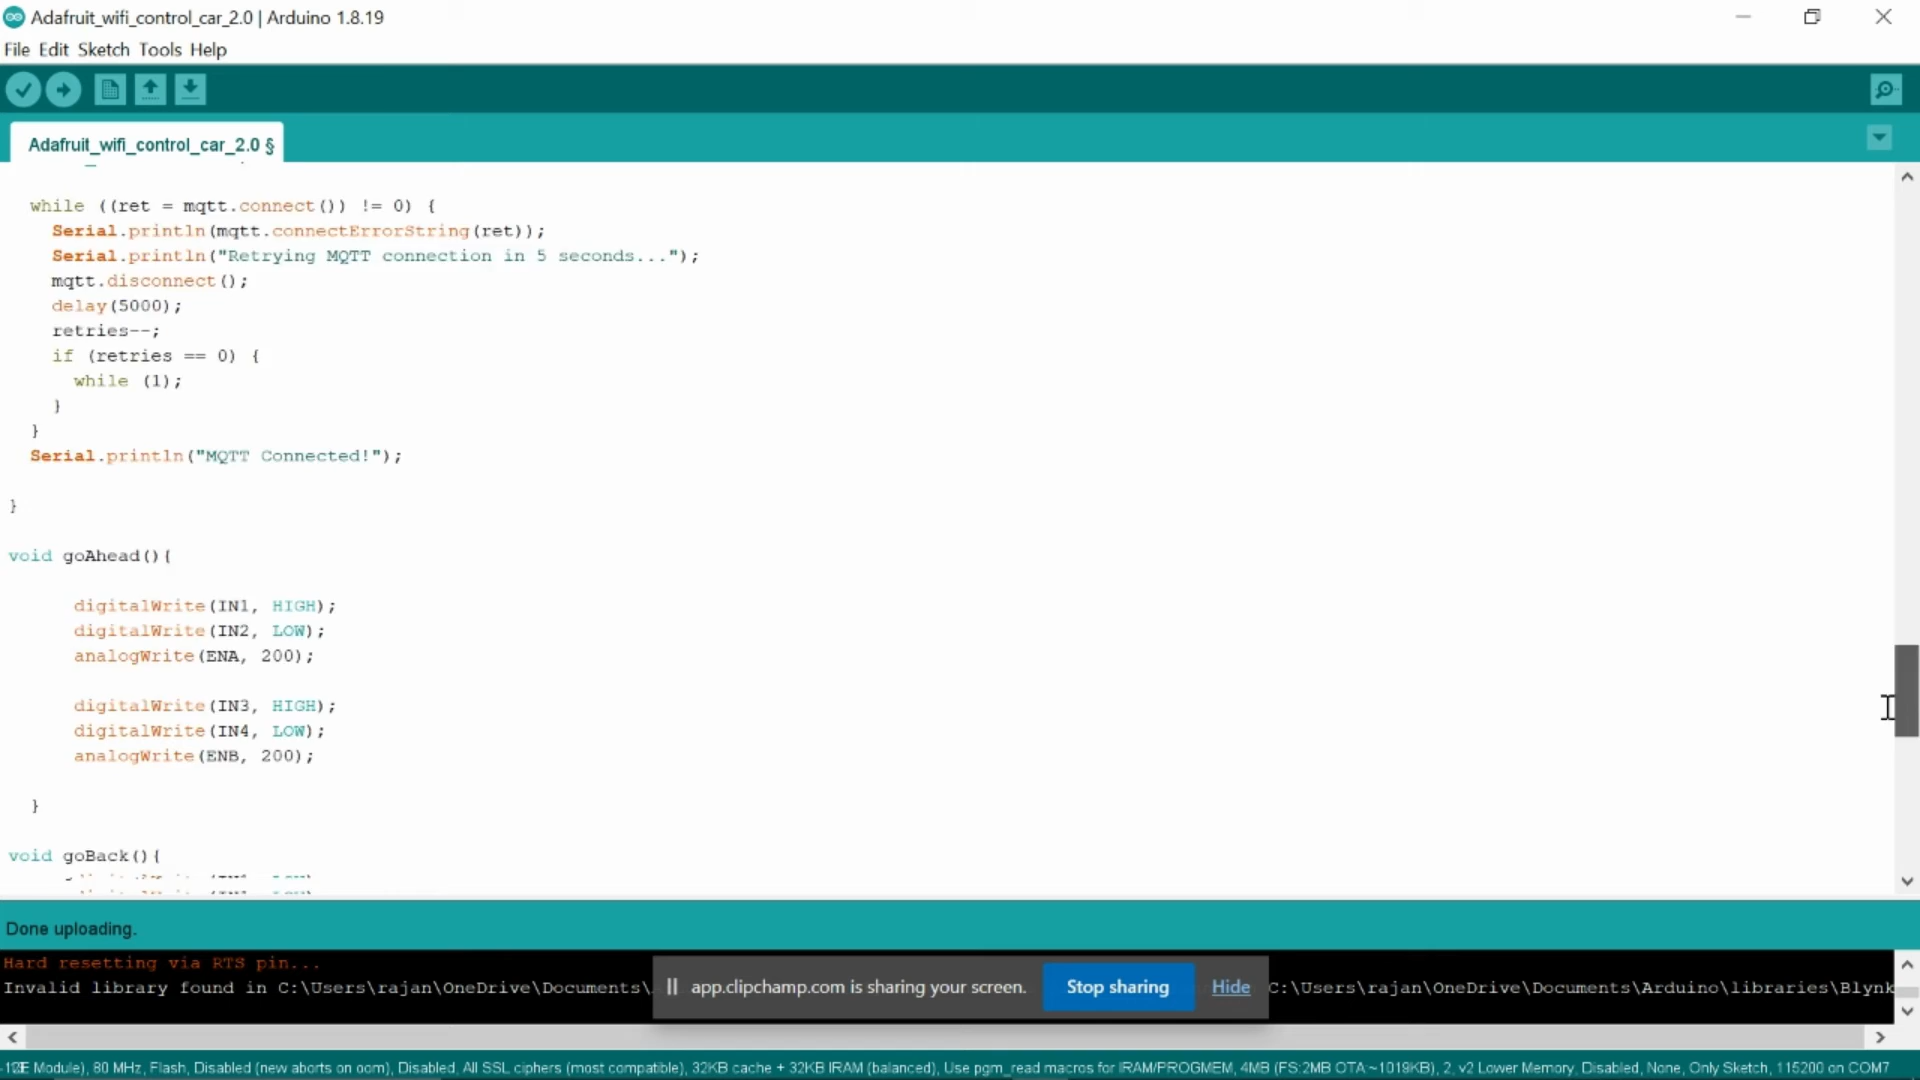 Adafruit_wifi_control_car_2.0 | Arduino 1.8.19
File Edit Sketch Tools Help
Adafruit_wifi_control_car_2.0 §
while ((ret = mqtt.connect()) != 0) {
Serial.println(mqtt.connectErrorString(ret));
Serial.println("Retrying MQTT connection in 5 seconds...");
mqtt.disconnect();
delay(5000);
retries--;
if (retries == 0) {
while (1);
}
}
Serial.println("MQTT Connected!");
}
void goAhead(){
digitalWrite(IN1, HIGH);
digitalWrite(IN2, LOW);
analogWrite(ENA, 200);
digitalWrite(IN3, HIGH);
digitalWrite(IN4, LOW);
analogWrite(ENB, 200);
}
void goBack(){
Done uploading.
Hard resetting via RTS pin...
Invalid library found in C:\Users\rajan\OneDrive\Documents\ C:\Users\rajan\OneDrive\Documents\Arduino\libraries\Blynk
app.clipchamp.com is sharing your screen. Stop sharing Hide
Module), 80 MHz, Flash, Disabled (new aborts on oom), Disabled, All SSL ciphers (most compatible), 32KB cache + 32KB IRAM (balanced), Use pgm_read macros for IRAM/PROGMEM, 4MB (FS:2MB OTA:~1019KB), 2, v2 Lower Memory, Disabled, None, Only Sketch, 115200 on COM7